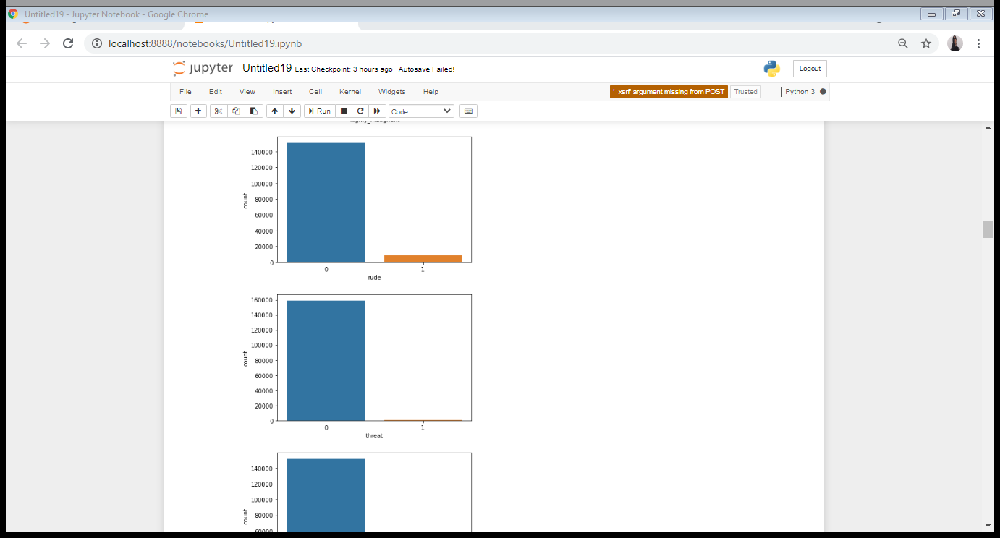 Untitled19 - Jupyter Notebook - Google Chrome
localhost:8888/notebooks/Untitled19.ipynb
jupyter Untitled19 Last Checkpoint: 3 hours ago Autosave Failed! Logout
File Edit View Insert Cell Kernel Widgets Help '_xsrf' argument missing from POST Trusted Python 3
Run Code
140000
120000
100000
80000
60000
40000
20000
0
count
0 1
rude
160000
140000
120000
100000
80000
60000
40000
20000
0
count
0 1
threat
140000
120000
100000
80000
60000
count